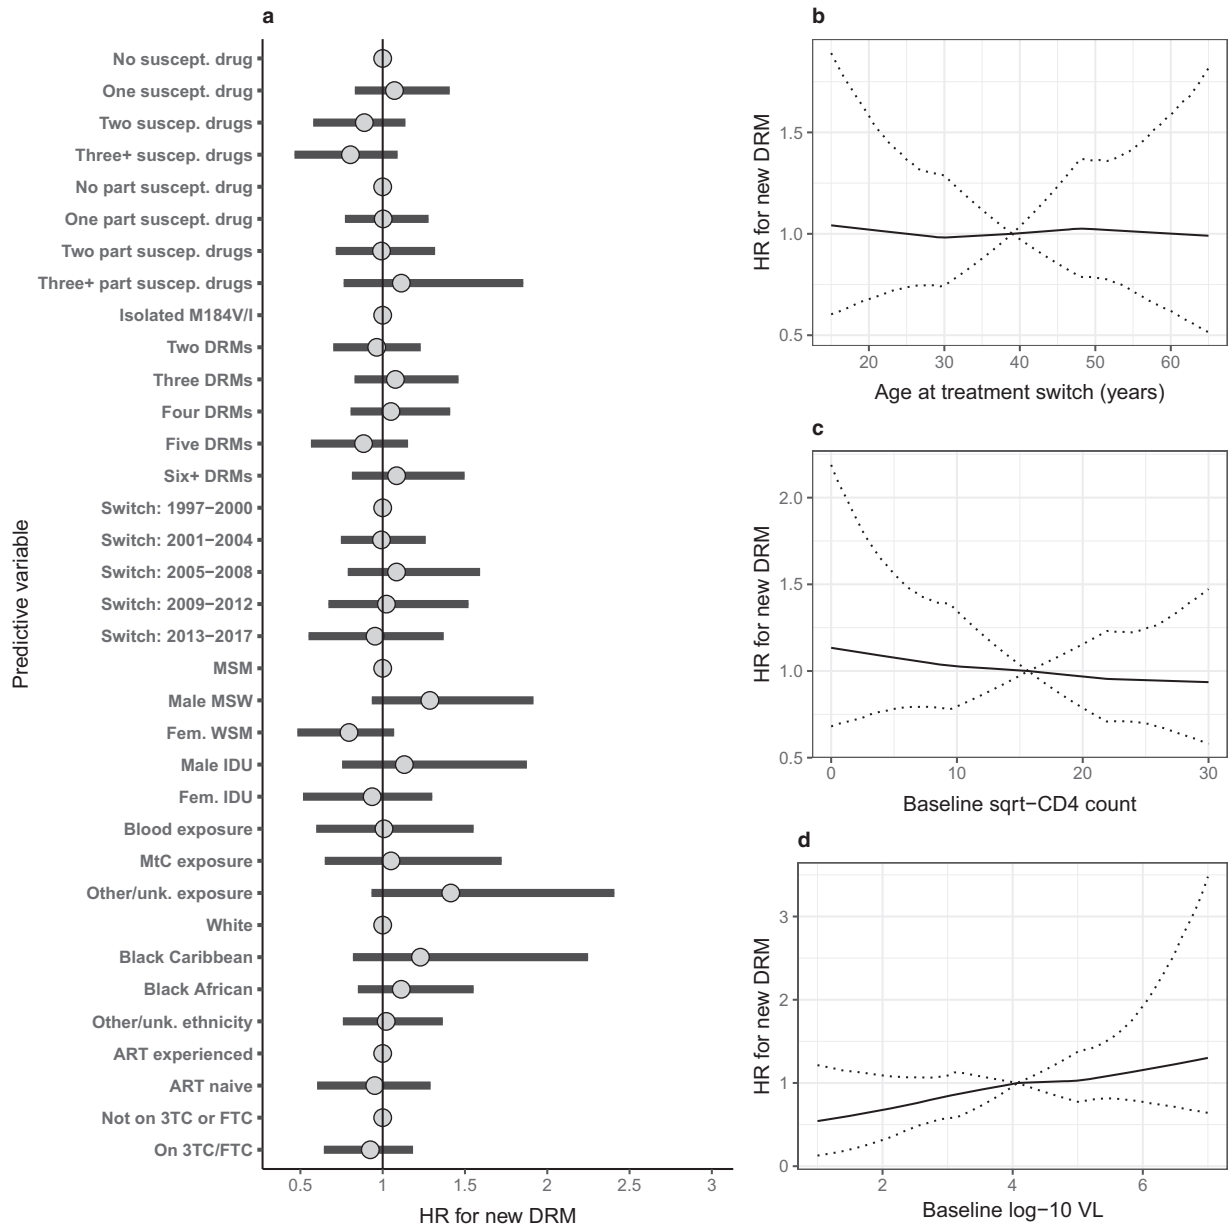 a
Predictive variable
No suscept. drug
One suscept. drug
Two suscep. drugs
Three+ suscep. drugs
No part suscept. drug
One part suscept. drug
Two part suscep. drugs
Three+ part suscep. drugs
Isolated M184V/I
Two DRMs
Three DRMs
Four DRMs
Five DRMs
Six+ DRMs
Switch: 1997−2000
Switch: 2001−2004
Switch: 2005−2008
Switch: 2009−2012
Switch: 2013−2017
MSM
Male MSW
Fem. WSM
Male IDU
Fem. IDU
Blood exposure
MtC exposure
Other/unk. exposure
White
Black Caribbean
Black African
Other/unk. ethnicity
ART experienced
ART naive
Not on 3TC or FTC
On 3TC/FTC
0.5 1 1.5 2 2.5 3
HR for new DRM
b
HR for new DRM
1.5
1.0
0.5
20 30 40 50 60
Age at treatment switch (years)
c
HR for new DRM
2.0
1.5
1.0
0.5
0 10 20 30
Baseline sqrt−CD4 count
d
HR for new DRM
3
2
1
0
2 4 6
Baseline log−10 VL